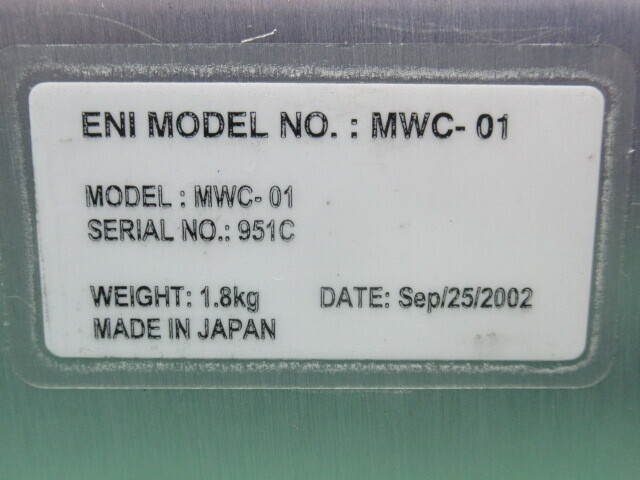 ENI MODEL NO. : MWC- 01
MODEL : MWC- 01
SERIAL NO.: 951C
WEIGHT: 1.8kg DATE: Sep/25/2002
MADE IN JAPAN